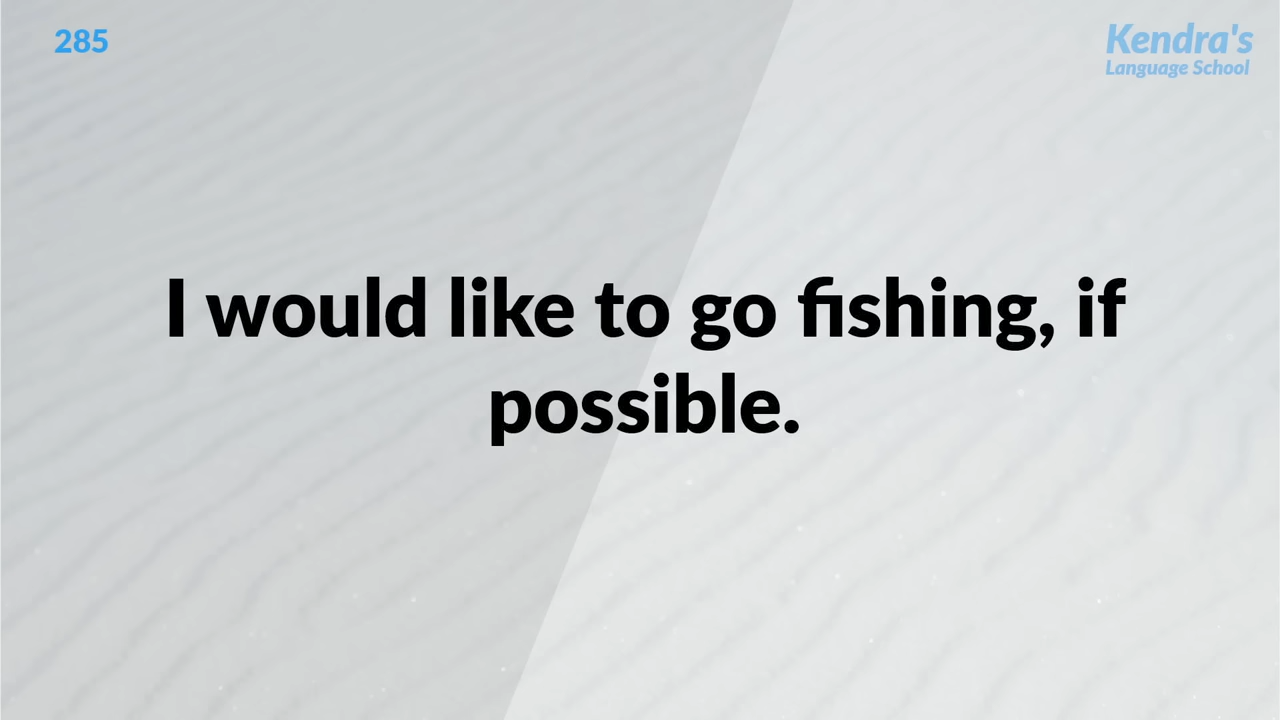 285
Kendra's
Language School
I would like to go fishing, if
possible.